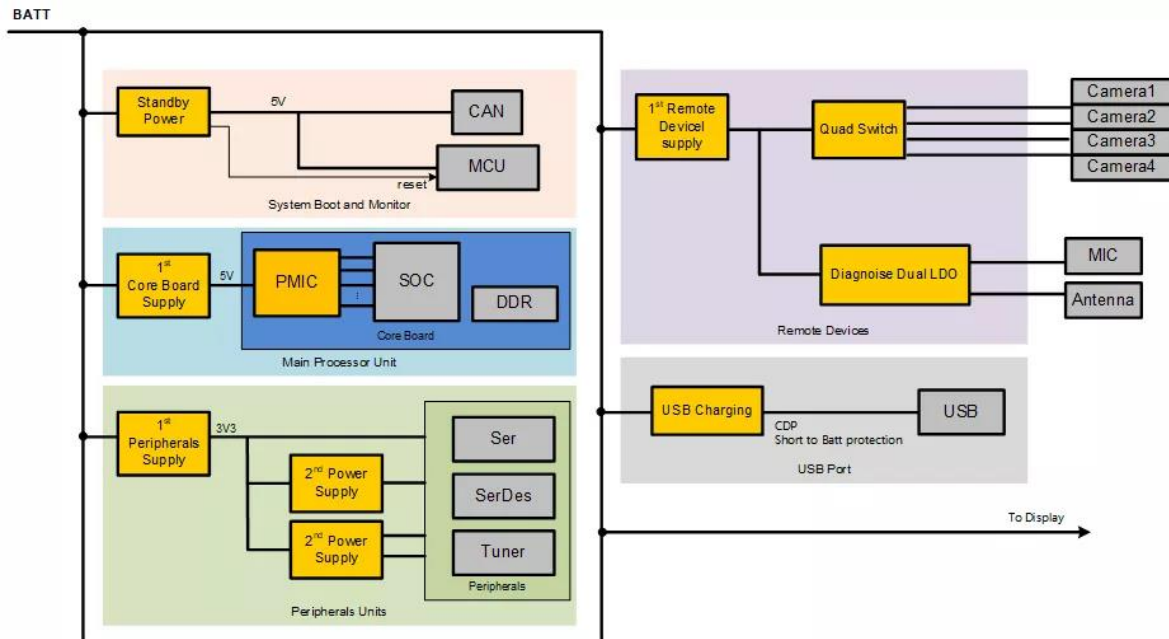 BATT
Standby
Power
5V
CAN
MCU
reset
System Boot and Monitor
1st
Core Board
Supply
5V
PMIC
SOC
DDR
Core Board
Main Processor Unit
1st
Peripherals
Supply
3V3
2nd Power
Supply
2nd Power
Supply
Ser
SerDes
Tuner
Peripherals
Peripherals Units
1st Remote
Devicel
supply
Quad Switch
Camera1
Camera2
Camera3
Camera4
Diagnoise Dual LDO
MIC
Antenna
Remote Devices
USB Charging
CDP
Short to Batt protection
USB
USB Port
To Display